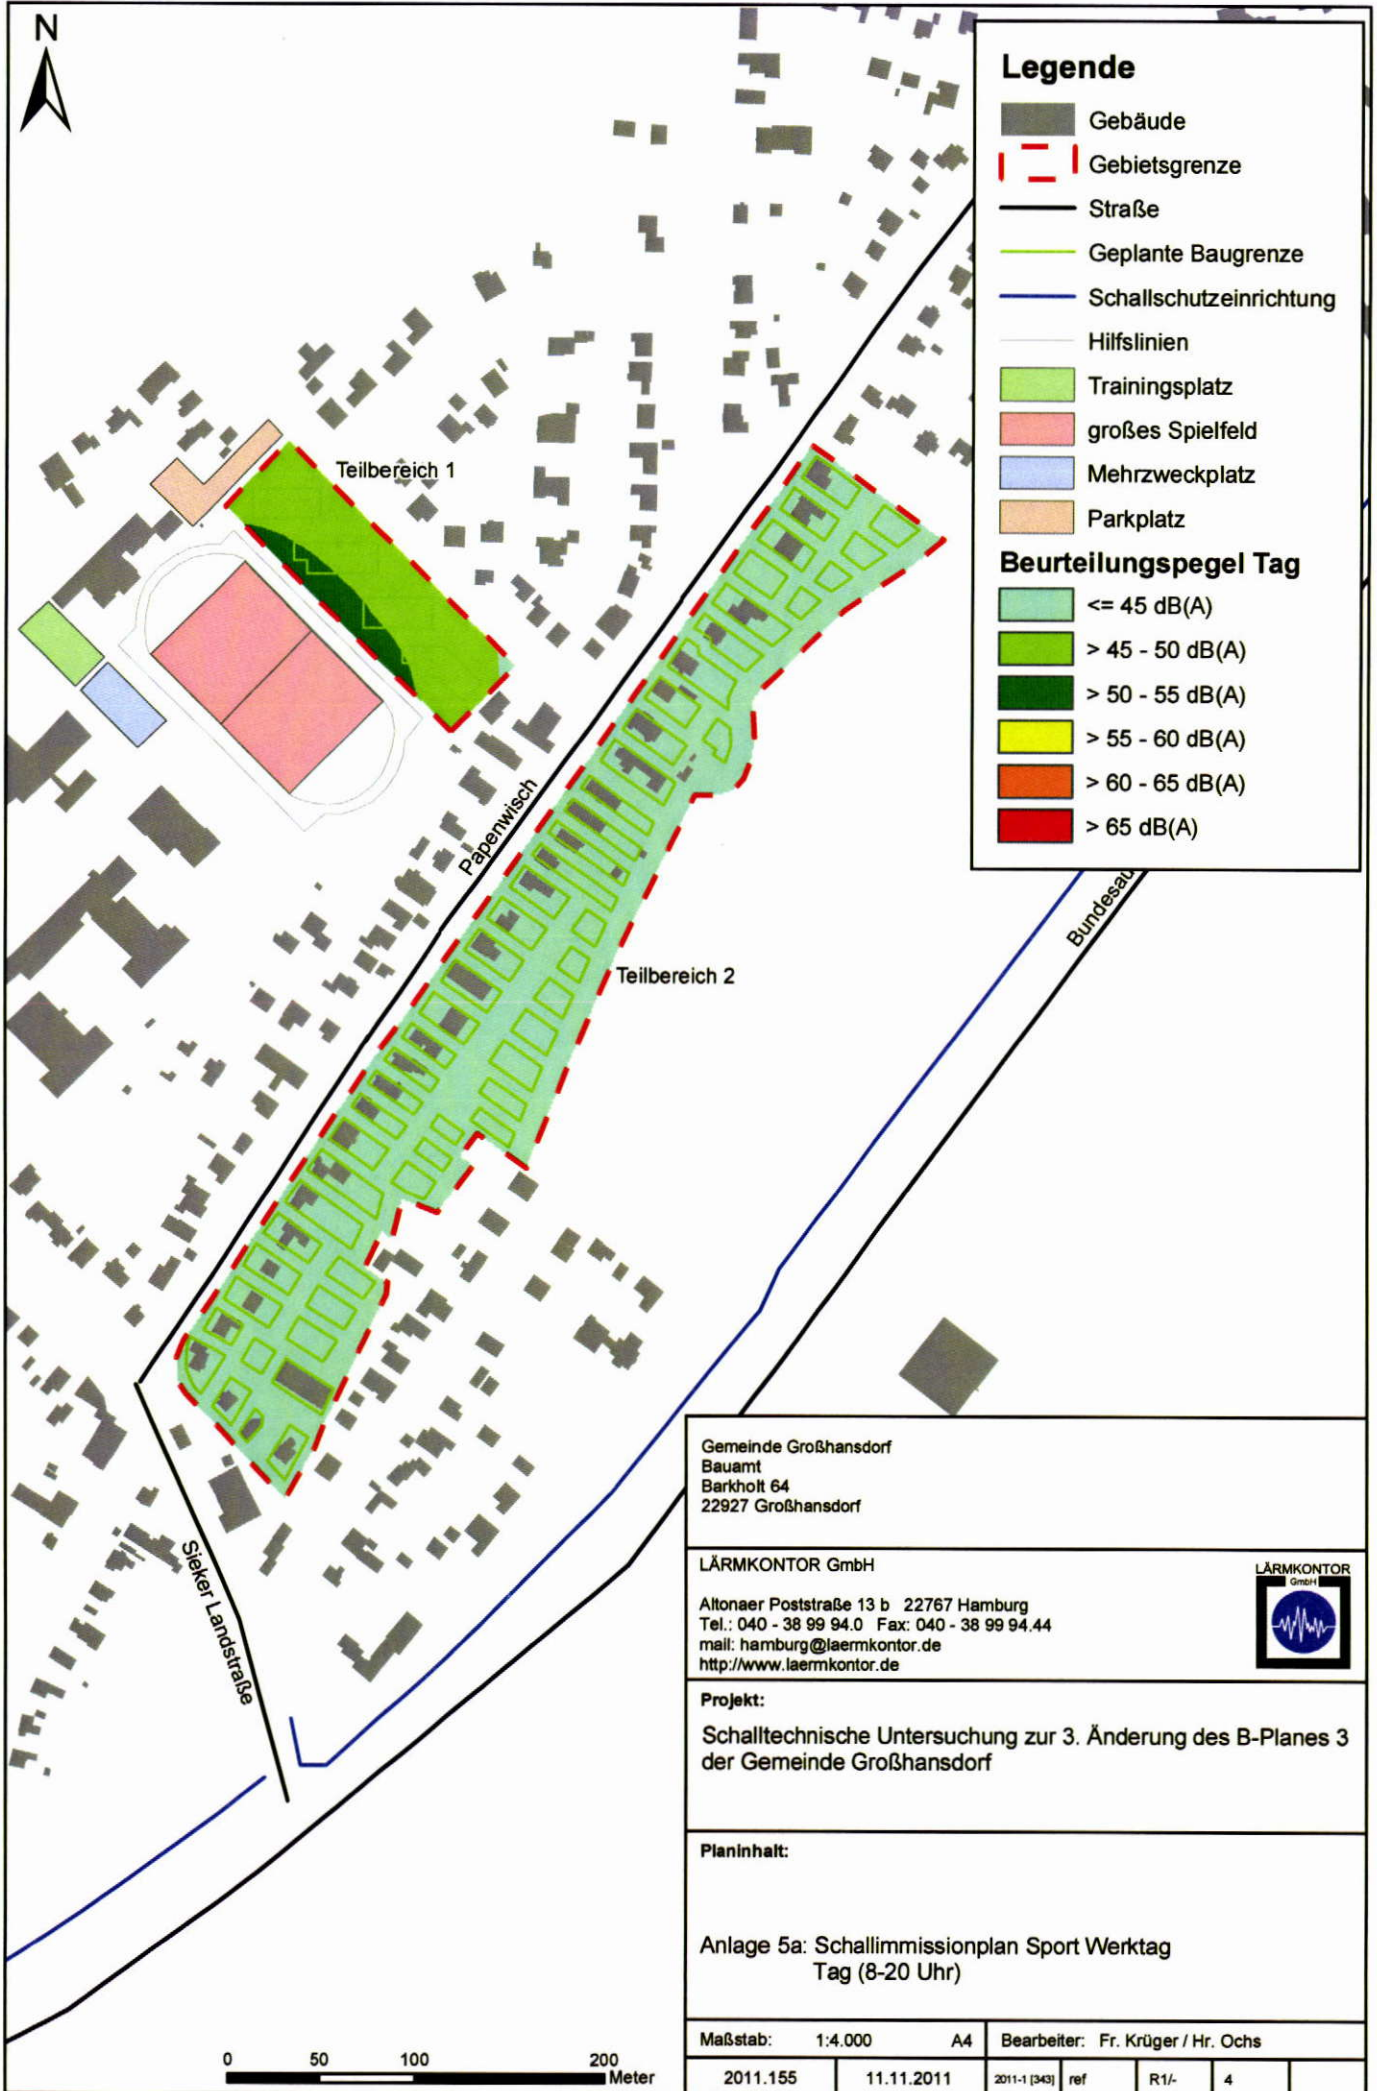 N
Legende
Gebäude
Gebietsgrenze
Straße
Geplante Baugrenze
Schallschutzeinrichtung
Hilfslinien
Trainingsplatz
großes Spielfeld
Mehrzweckplatz
Parkplatz
Beurteilungspegel Tag
<= 45 dB(A)
> 45 - 50 dB(A)
> 50 - 55 dB(A)
> 55 - 60 dB(A)
> 60 - 65 dB(A)
> 65 dB(A)
Teilbereich 1
Papenwisch
Bundesau
Teilbereich 2
Sieker Landstraße
Gemeinde Großhansdorf
Bauamt
Barkholt 64
22927 Großhansdorf
LÄRMKONTOR GmbH
Altonaer Poststraße 13 b 22767 Hamburg
Tel.: 040 - 38 99 94.0 Fax: 040 - 38 99 94.44
mail: hamburg@laermkontor.de
http://www.laermkontor.de
LÄRMKONTOR
GmbH
Projekt:
Schalltechnische Untersuchung zur 3. Änderung des B-Planes 3
der Gemeinde Großhansdorf
Planinhalt:
Anlage 5a: Schallimmissionplan Sport Werktag
Tag (8-20 Uhr)
Maßstab: 1:4.000 A4 Bearbeiter: Fr. Krüger / Hr. Ochs
2011.155 11.11.2011 2011-1 [343] ref R1/- 4
0 50 100 200
Meter